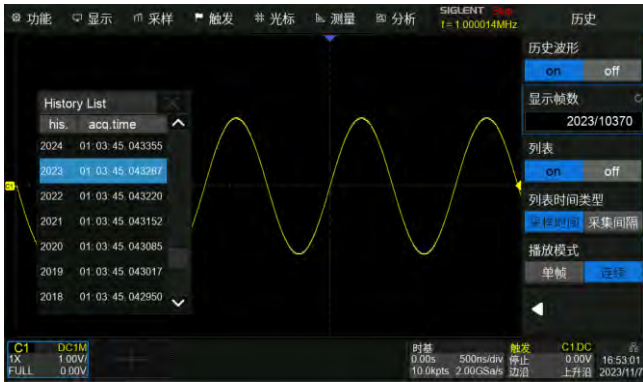 功能 显示 采样 触发 光标 测量 分析 SIGLENT Stop 历史
f = 1.000014MHz
历史波形
on off
显示帧数
2023/10370
列表
on off
列表时间类型
采样时间 采集间隔
播放模式
单帧 连续
History List
his. acq.time
2024 01: 03: 45. 043355
2023 01: 03: 45. 043287
2022 01: 03: 45. 043220
2021 01: 03: 45. 043152
2020 01: 03: 45. 043085
2019 01: 03: 45. 043017
2018 01: 03: 45. 042950
C1
C1 DC1M
1X 1.00V/
FULL 0.00V
时基
0.00s 500ns/div
10.0kpts 2.00GSa/s
触发 C1 DC
停止 0.00V
边沿 上升沿
16:53:01
2023/11/7